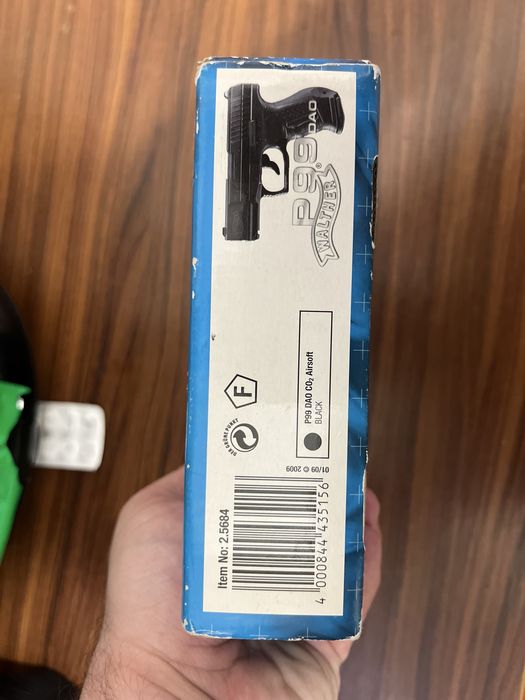 P99 DAO
WALTHER®
P99 DAO CO₂ Airsoft
BLACK
F
DER GRÜNE PUNKT
01/09 © 2009
Item No: 2.5684
4 000844 435156